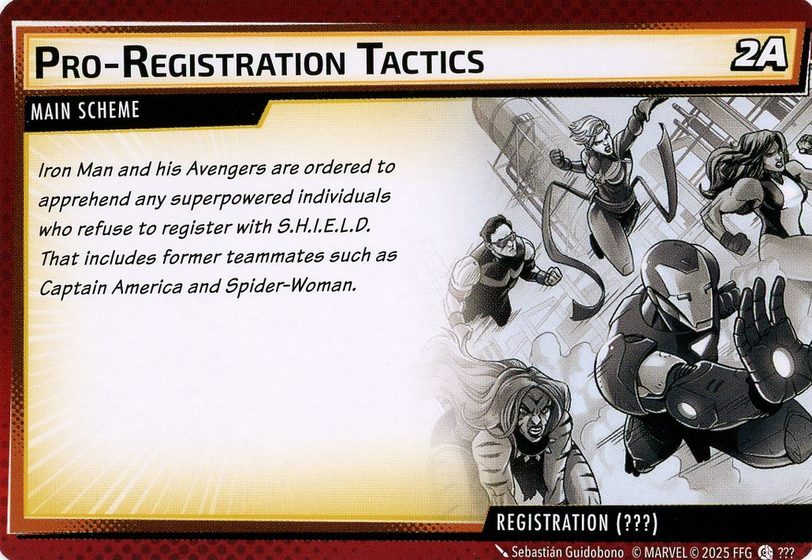 Pro-Registration Tactics
2A
MAIN SCHEME
Iron Man and his Avengers are ordered to
apprehend any superpowered individuals
who refuse to register with S.H.I.E.L.D.
That includes former teammates such as
Captain America and Spider-Woman.
REGISTRATION (???)
Sebastián Guidobono © MARVEL © 2025 FFG ???